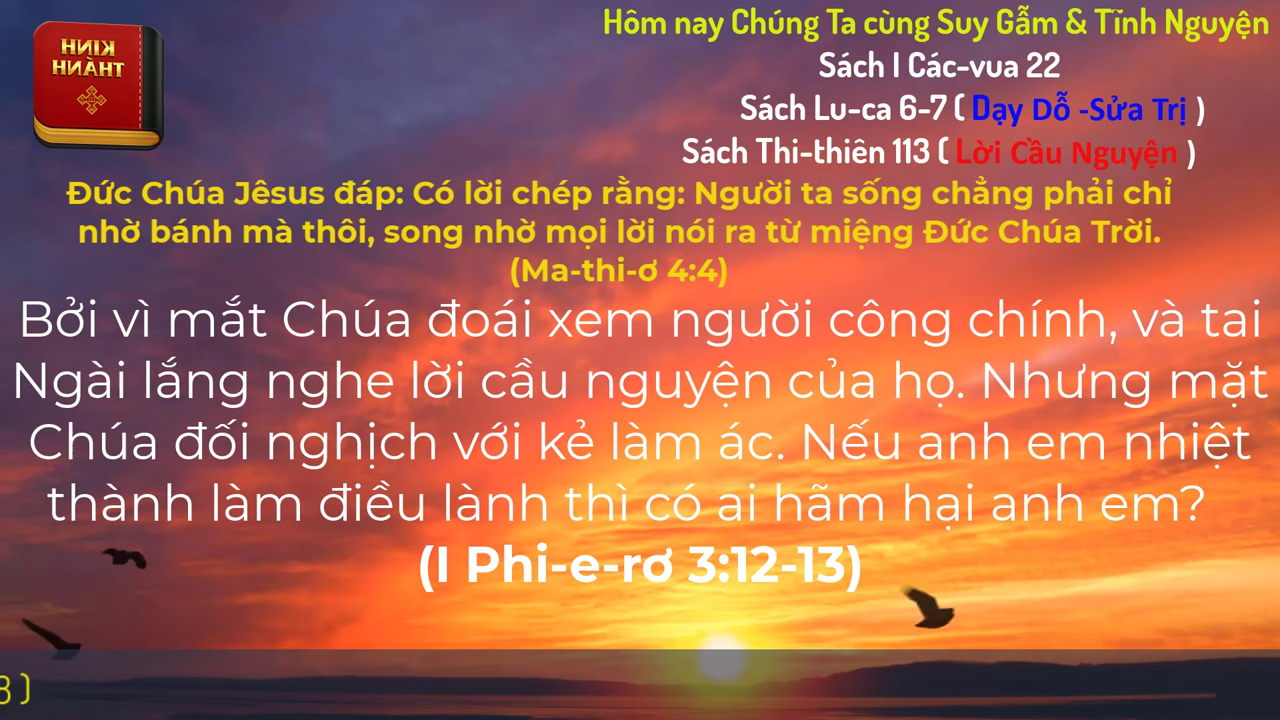 KINH
THÀNH
Hôm nay Chúng Ta cùng Suy Gẫm & Tĩnh Nguyện
Sách I Các-vua 22
Sách Lu-ca 6-7 ( Dạy Dỗ -Sửa Trị )
Sách Thi-thiên 113 ( Lời Cầu Nguyện )
Đức Chúa Jêsus đáp: Có lời chép rằng: Người ta sống chẳng phải chỉ
nhờ bánh mà thôi, song nhờ mọi lời nói ra từ miệng Đức Chúa Trời.
(Ma-thi-ơ 4:4)
Bởi vì mắt Chúa đoái xem người công chính, và tai
Ngài lắng nghe lời cầu nguyện của họ. Nhưng mặt
Chúa đối nghịch với kẻ làm ác. Nếu anh em nhiệt
thành làm điều lành thì có ai hãm hại anh em?
(I Phi-e-rơ 3:12-13)
8 )